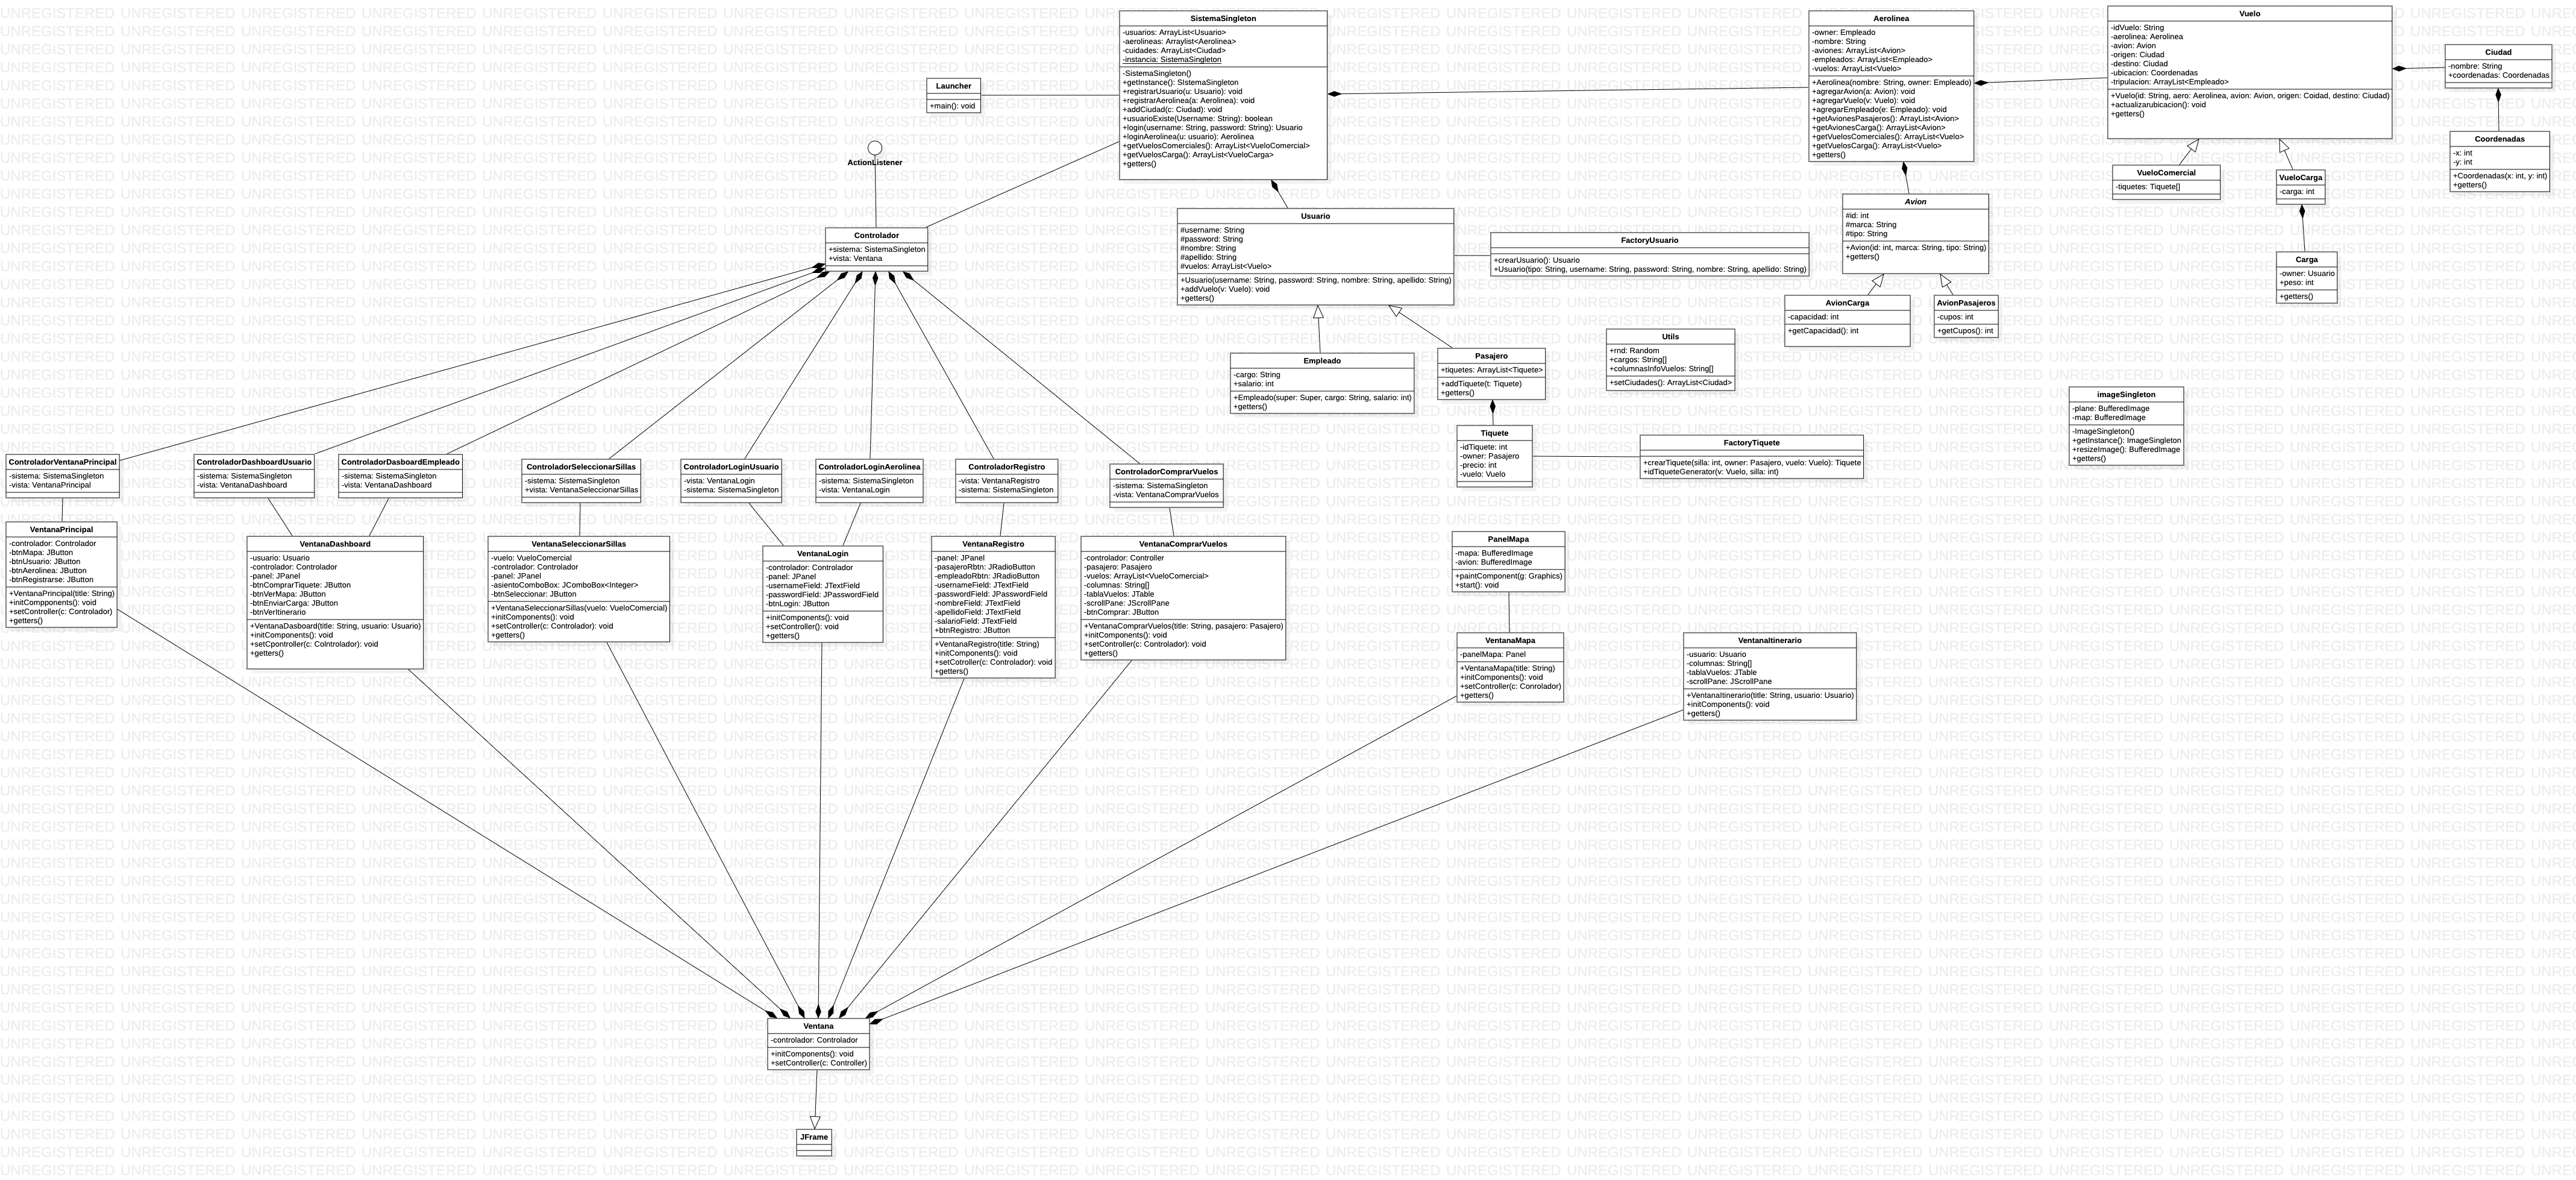 SistemaSingleton
-usuarios: ArrayList<Usuario>
-aerolineas: Arraylist<Aerolinea>
-cuidades: ArrayList<Ciudad>
-instancia: SistemaSingleton
-SistemaSingleton()
+getInstance(): SIstemaSingleton
+registrarUsuario(u: Usuario): void
+registrarAerolinea(a: Aerolinea): void
+addCiudad(c: Ciudad): void
+usuarioExiste(Username: String): boolean
+login(username: String, password: String): Usuario
+loginAerolinea(u: usuario): Aerolinea
+getVuelosComerciales(): ArrayList<VueloComercial>
+getVuelosCarga(): ArrayList<VueloCarga>
+getters()
Aerolinea
-owner: Empleado
-nombre: String
-aviones: ArrayList<Avion>
-empleados: ArrayList<Empleado>
-vuelos: ArrayList<Vuelo>
+Aerolinea(nombre: String, owner: Empleado)
+agregarAvion(a: Avion): void
+agregarVuelo(v: Vuelo): void
+agregarEmpleado(e: Empleado): void
+getAvionesPasajeros(): ArrayList<Avion>
+getAvionesCarga(): ArrayList<Avion>
+getVuelosComerciales(): ArrayList<Vuelo>
+getVuelosCarga(): ArrayList<Vuelo>
+getters()
Vuelo
-idVuelo: String
-aerolinea: Aerolinea
-avion: Avion
-origen: Ciudad
-destino: Ciudad
-ubicacion: Coordenadas
-tripulacion: ArrayList<Empleado>
+Vuelo(id: String, aero: Aerolinea, avion: Avion, origen: Coidad, destino: Ciudad)
+actualizarubicacion(): void
+getters()
Ciudad
-nombre: String
+coordenadas: Coordenadas
Launcher
+main(): void
Coordenadas
-x: int
-y: int
+Coordenadas(x: int, y: int)
+getters()
ActionListener
VueloComercial
-tiquetes: Tiquete[]
VueloCarga
-carga: int
Avion
#id: int
#marca: String
#tipo: String
+Avion(id: int, marca: String, tipo: String)
+getters()
Usuario
#username: String
#password: String
#nombre: String
#apellido: String
#vuelos: ArrayList<Vuelo>
+Usuario(username: String, password: String, nombre: String, apellido: String)
+addVuelo(v: Vuelo): void
+getters()
Controlador
+sistema: SistemaSingleton
+vista: Ventana
FactoryUsuario
+crearUsuario(): Usuario
+Usuario(tipo: String, username: String, password: String, nombre: String, apellido: String)
Carga
-owner: Usuario
+peso: int
+getters()
AvionCarga
-capacidad: int
+getCapacidad(): int
AvionPasajeros
-cupos: int
+getCupos(): int
Utils
+rnd: Random
+cargos: String[]
+columnasInfoVuelos: String[]
+setCiudades(): ArrayList<Ciudad>
Empleado
-cargo: String
+salario: int
+Empleado(super: Super, cargo: String, salario: int)
+getters()
Pasajero
+tiquetes: ArrayList<Tiquete>
+addTiquete(t: Tiquete)
+getters()
imageSingleton
-plane: BufferedImage
-map: BufferedImage
-ImageSingleton()
+getInstance(): ImageSingleton
+resizeImage(): BufferedImage
+getters()
Tiquete
-idTiquete: int
-owner: Pasajero
-precio: int
-vuelo: Vuelo
FactoryTiquete
+crearTiquete(silla: int, owner: Pasajero, vuelo: Vuelo): Tiquete
+idTiqueteGenerator(v: Vuelo, silla: int)
ControladorVentanaPrincipal
-sistema: SistemaSingleton
-vista: VentanaPrincipal
ControladorDashboardUsuario
-sistema: SistemaSingleton
-vista: VentanaDashboard
ControladorDasboardEmpleado
-sistema: SistemaSingleton
-vista: VentanaDashboard
ControladorSeleccionarSillas
-sistema: SistemaSingleton
+vista: VentanaSeleccionarSillas
ControladorLoginUsuario
-vista: VentanaLogin
-sistema: SistemaSingleton
ControladorLoginAerolinea
-sistema: SistemaSingleton
-vista: VentanaLogin
ControladorRegistro
-vista: VentanaRegistro
-sistema: SistemaSingleton
ControladorComprarVuelos
-sistema: SistemaSingleton
-vista: VentanaComprarVuelos
VentanaPrincipal
-controlador: Controlador
-btnMapa: JButton
-btnUsuario: JButton
-btnAerolinea: JButton
-btnRegistrarse: JButton
+VentanaPrincipal(title: String)
+initCompponents(): void
+setController(c: Controlador)
+getters()
VentanaDashboard
-usuario: Usuario
-controlador: Controlador
-panel: JPanel
-btnComprarTiquete: JButton
-btnVerMapa: JButton
-btnEnviarCarga: JButton
-btnVerItinerario
+VentanaDasboard(title: String, usuario: Usuario)
+initComponents(): void
+setCpontroller(c: Colntrolador): void
+getters()
VentanaSeleccionarSillas
-vuelo: VueloComercial
-controlador: Controlador
-panel: JPanel
-asientoComboBox: JComboBox<Integer>
-btnSeleccionar: JButton
+VentanaSeleccionarSillas(vuelo: VueloComercial)
+initComponents(): void
+setController(c: Controlador): void
+getters()
VentanaLogin
-controlador: Controlador
-panel: JPanel
-usernameField: JTextField
-passwordField: JPasswordField
-btnLogin: JButton
+initComponents(): void
+setController(): void
+getters()
VentanaRegistro
-panel: JPanel
-pasajeroRbtn: JRadioButton
-empleadoRbtn: JRadioButton
-usernameField: JTextField
-passwordField: JPasswordField
-nombreField: JTextField
-apellidoField: JTextField
-salarioField: JTextField
+btnRegistro: JButton
+VentanaRegistro(title: String)
+initComponents(): void
+setCotroller(c: Controlador): void
+getters()
VentanaComprarVuelos
-controlador: Controller
-pasajero: Pasajero
-vuelos: ArrayList<VueloComercial>
-columnas: String[]
-tablaVuelos: JTable
-scrollPane: JScrollPane
-btnComprar: JButton
+VentanaComprarVuelos(title: String, pasajero: Pasajero)
+initComponents(): void
+setController(c: Controlador): void
+getters()
PanelMapa
-mapa: BufferedImage
-avion: BufferedImage
+paintComponent(g: Graphics)
+start(): void
VentanaMapa
-panelMapa: Panel
+VentanaMapa(title: String)
+initComponents(): void
+setController(c: Conrolador)
+getters()
VentanaItinerario
-usuario: Usuario
-columnas: String[]
-tablaVuelos: JTable
-scrollPane: JScrollPane
+VentanaItinerario(title: String, usuario: Usuario)
+initComponents(): void
+getters()
Ventana
-controlador: Controlador
+initComponents(): void
+setController(c: Controller)
JFrame